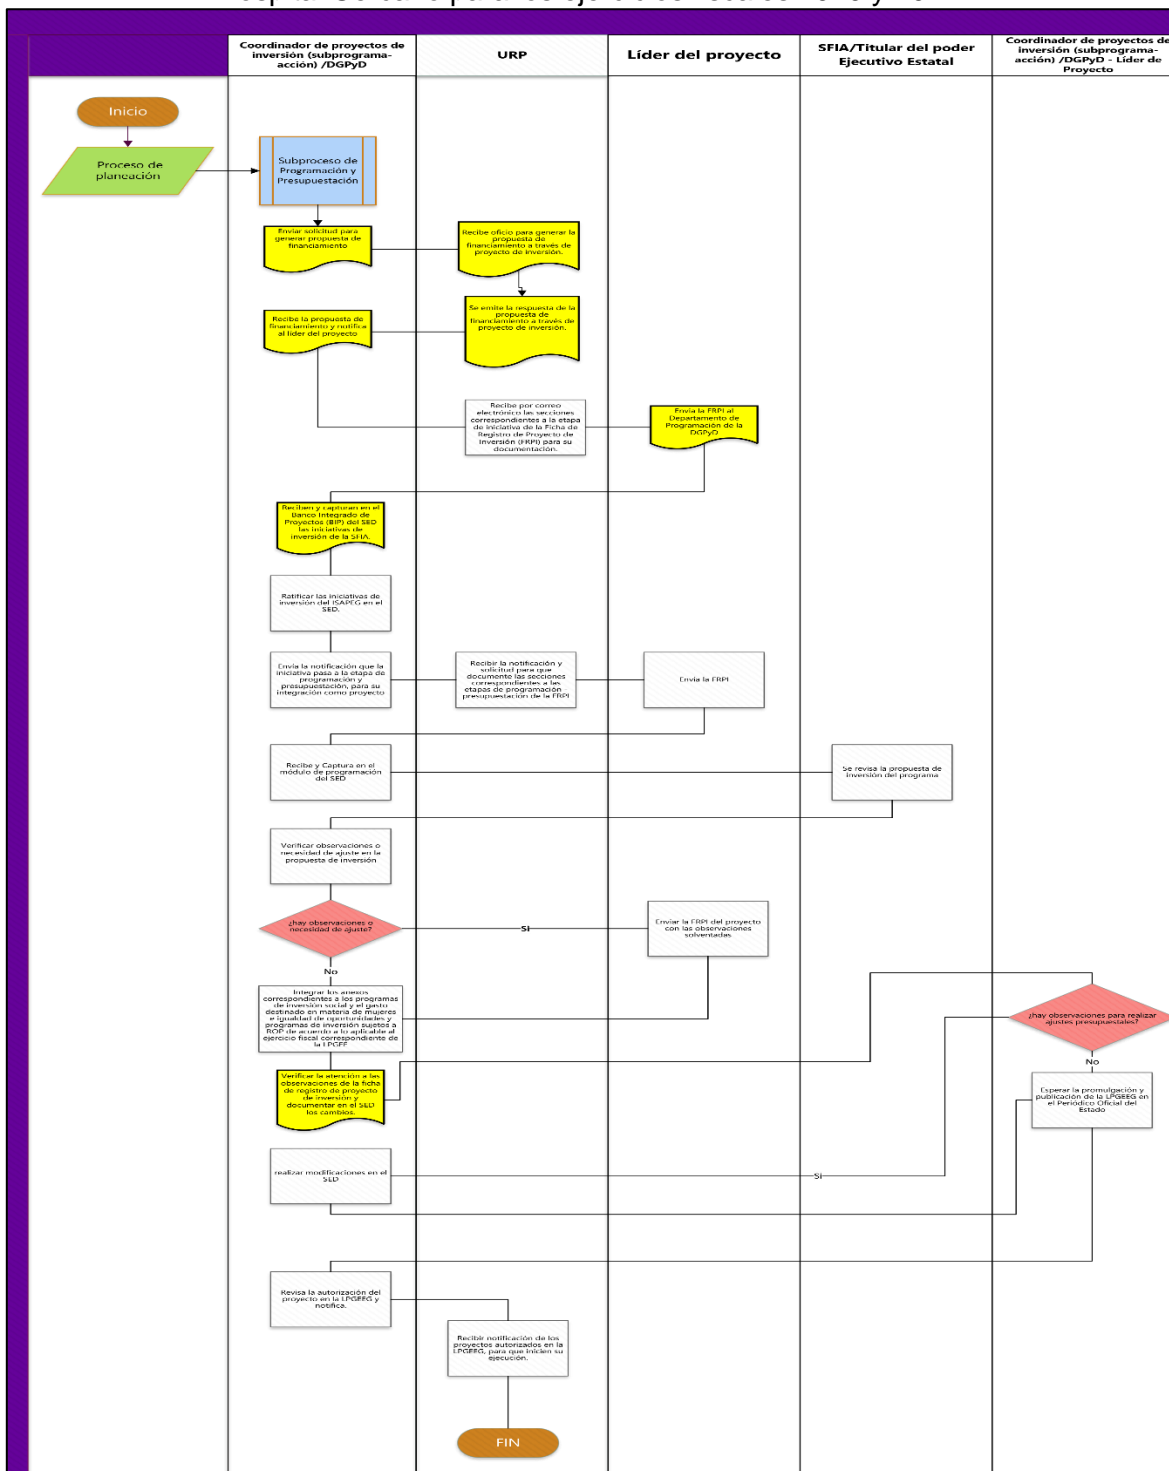 Coordinador de proyectos de
inversión (subprograma-
acción) /DGPyD
URP
Líder del proyecto
SFIA/Titular del poder
Ejecutivo Estatal
Coordinador de proyectos de
inversión (subprograma-
acción) /DGPyD - Líder de
Proyecto
Inicio
Proceso de
planeación
Subproceso de
Programación y
Presupuestación
Enviar solicitud para
generar propuesta de
financiamiento
Recibe oficio para generar la
propuesta de
financiamiento a través de
proyecto de inversión.
Recibe la propuesta de
financiamiento y notifica
al líder del proyecto
Se emite la respuesta de la
propuesta de
financiamiento a través de
proyecto de inversión.
Recibe por correo
electrónico las secciones
correspondientes a la etapa
de iniciativa de la Ficha de
Registro de Proyecto de
Inversión (FRPI) para su
documentación.
Envia la FRPI al
Departamento de
Programación de la
DGPyD
Reciben y capturan en el
Banco Integrado de
Proyectos (BIP) del SED
las iniciativas de
inversión de la SFIA.
Ratificar las iniciativas de
inversión del ISAPEG en el
SED.
Envía la notificación que la
iniciativa pasa a la etapa de
programación y
presupuestación, para su
integración como proyecto
Recibir la notificación y
solicitud para que
documente las secciones
correspondientes a las
etapas de programación
presupuestación de la FRPI
Envia la FRPI
Recibe y Captura en el
módulo de programación
del SED
Se revisa la propuesta de
inversión del programa
Verificar observaciones o
necesidad de ajuste en la
propuesta de inversión
¿hay observaciones o
necesidad de ajuste?
Si
Enviar la FRPI del proyecto
con las observaciones
solventadas
No
Integrar los anexos
correspondientes a los programas
de inversión social y el gasto
destinado en materia de mujeres
e igualdad de oportunidades y
programas de inversión sujetos a
ROP de acuerdo a lo aplicable al
ejercicio fiscal correspondiente de
la LPGEE
¿hay observaciones para realizar
ajustes presupuestales?
No
Verificar la atención a las
observaciones de la ficha
de registro de proyecto
de inversión y
documentar en el SED
los cambios.
Esperar la promulgación y
publicación de la LPGEEG en
el Periódico Oficial del
Estado
realizar modificaciones en el
SED
Si
Revisa la autorización del
proyecto en la LPGEEG y
notifica.
Recibir notificación de los
proyectos autorizados en la
LPGEEG, para que inicien su
ejecución.
FIN